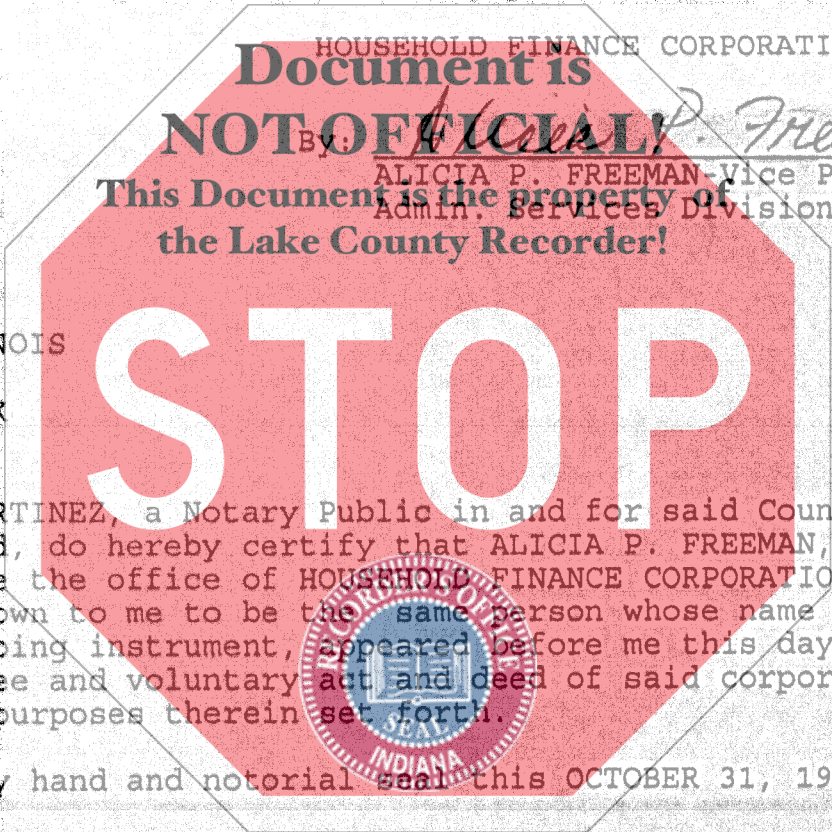 HOUSEHOLD FINANCE CORPORATI
Document is
NOT OFFICIAL!
By: Alicia P. Fre
ALICIA P. FREEMAN-Vice P
This Document is the property of
Admin. Services Division
the Lake County Recorder!
STOP
NOIS
RTINEZ, a Notary Public in and for said Coun
d, do hereby certify that ALICIA P. FREEMAN,
e the office of HOUSEHOLD FINANCE CORPORATIO
own to me to be the same person whose name
oing instrument, appeared before me this day
ee and voluntary act and deed of said corpor
purposes therein set forth.
RECORDER'S OFFICE
SEAL
INDIANA
y hand and notorial seal this OCTOBER 31, 19